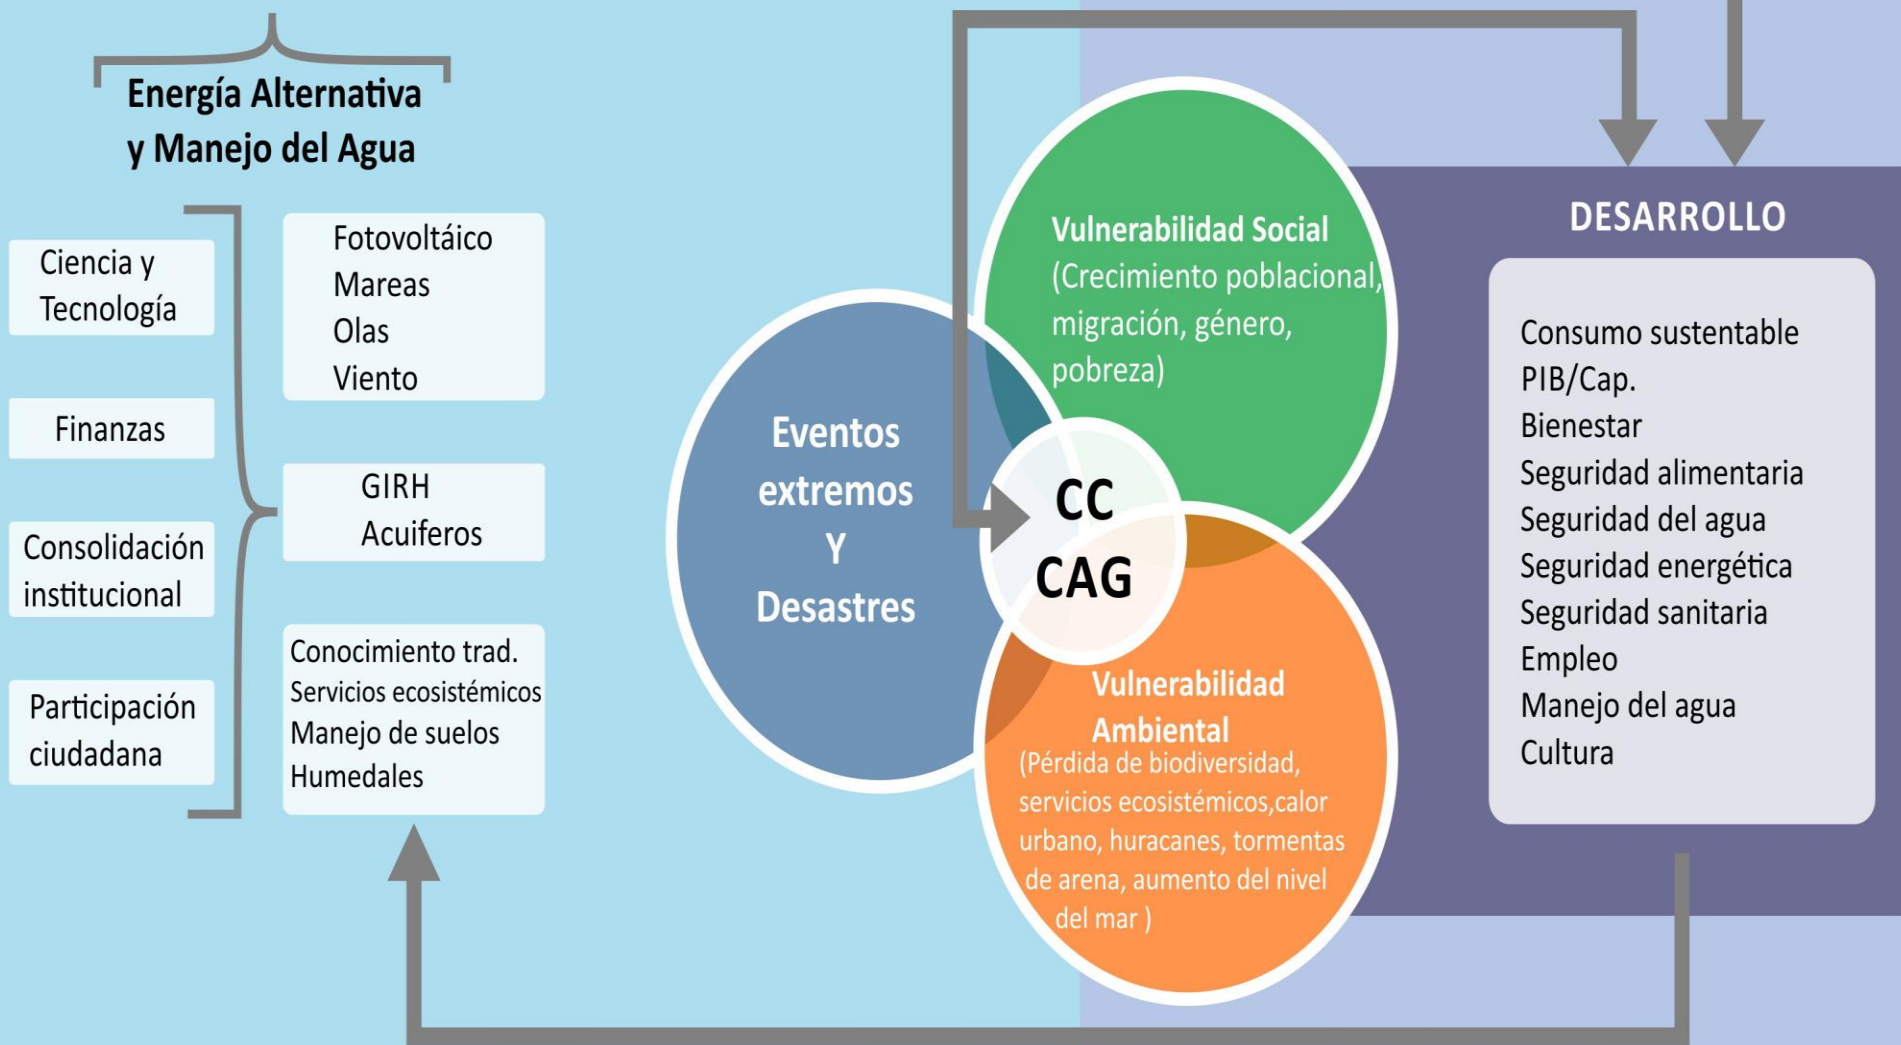 Energía Alternativa
y Manejo del Agua
Ciencia y
Tecnología
Finanzas
Consolidación
institucional
Participación
ciudadana
Fotovoltáico
Mareas
Olas
Viento
GIRH
Acuiferos
Conocimiento trad.
Servicios ecosistémicos
Manejo de suelos
Humedales
Eventos
extremos
Y
Desastres
Vulnerabilidad Social
(Crecimiento poblacional,
migración, género,
pobreza)
CC
CAG
Vulnerabilidad
Ambiental
(Pérdida de biodiversidad,
servicios ecosistémicos,calor
urbano, huracanes, tormentas
de arena, aumento del nivel
del mar )
DESARROLLO
Consumo sustentable
PIB/Cap.
Bienestar
Seguridad alimentaria
Seguridad del agua
Seguridad energética
Seguridad sanitaria
Empleo
Manejo del agua
Cultura